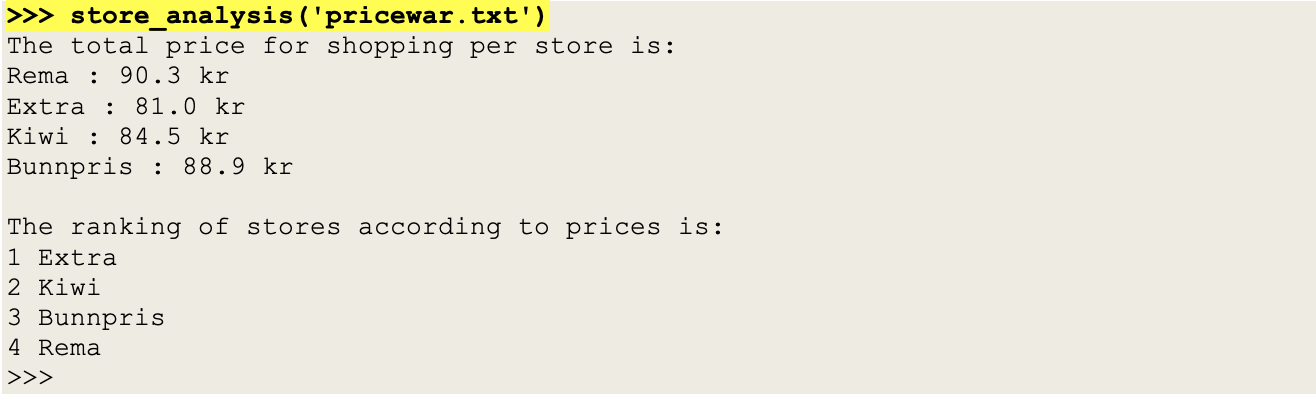 >>> store_analysis('pricewar.txt')
The total price for shopping per store is:
Rema : 90.3 kr
Extra : 81.0 kr
Kiwi : 84.5 kr
Bunnpris : 88.9 kr
The ranking of stores according to prices is:
1 Extra
2 Kiwi
3 Bunnpris
4 Rema
>>>